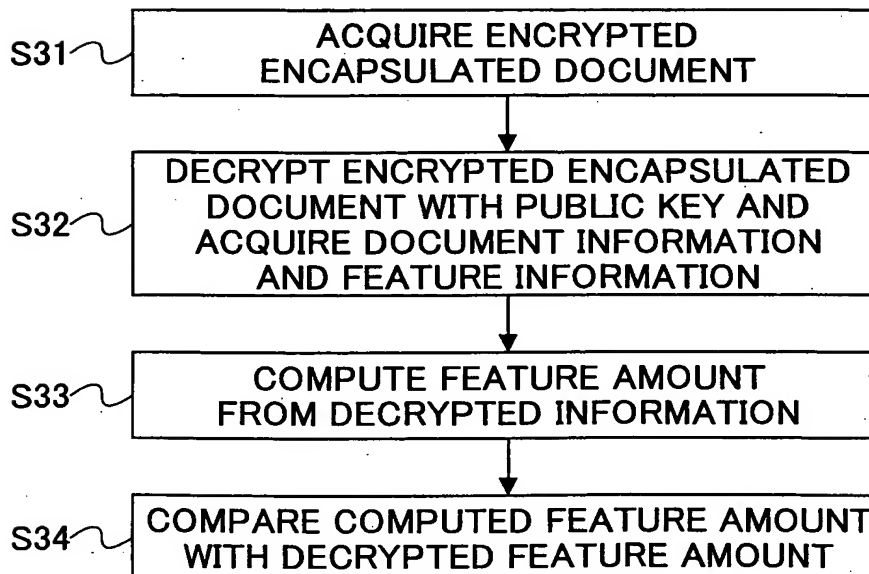 S31
ACQUIRE ENCRYPTED
ENCAPSULATED DOCUMENT
S32
DECRYPT ENCRYPTED ENCAPSULATED
DOCUMENT WITH PUBLIC KEY AND
ACQUIRE DOCUMENT INFORMATION
AND FEATURE INFORMATION
S33
COMPUTE FEATURE AMOUNT
FROM DECRYPTED INFORMATION
S34
COMPARE COMPUTED FEATURE AMOUNT
WITH DECRYPTED FEATURE AMOUNT